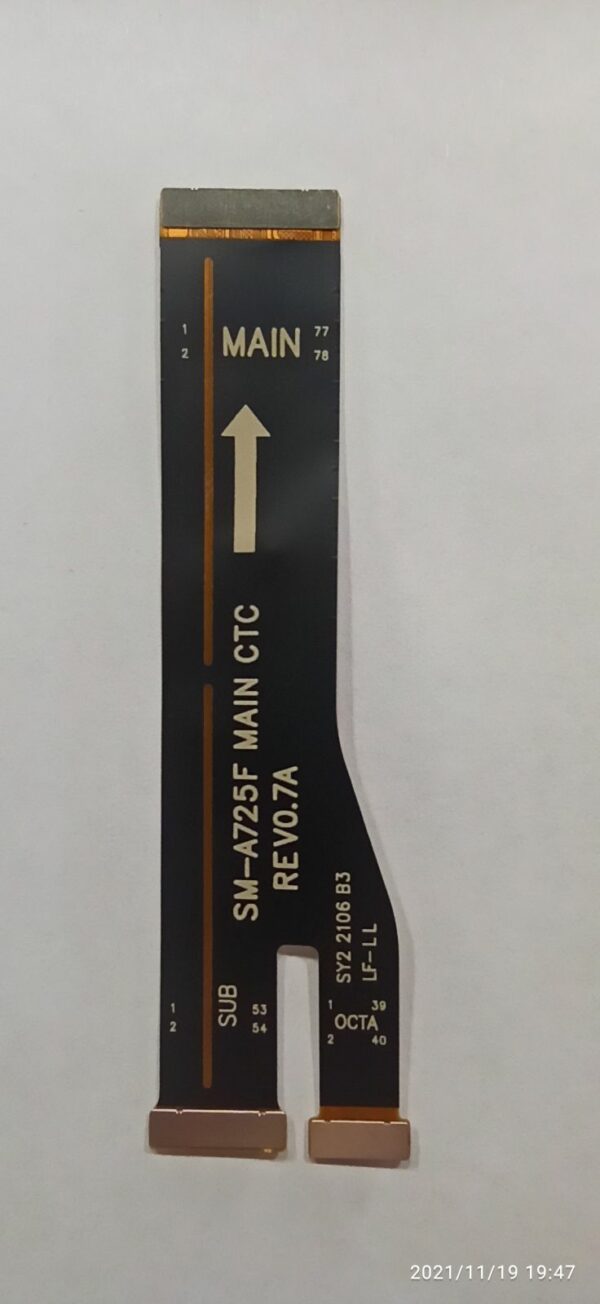 1 MAIN 77
2 78
SM-A725F MAIN CTC
REV0.7A
SY2 2106 B3
LF-LL
1 SUB 53
2 54
1 39
OCTA
2 40
2021/11/19 19:47